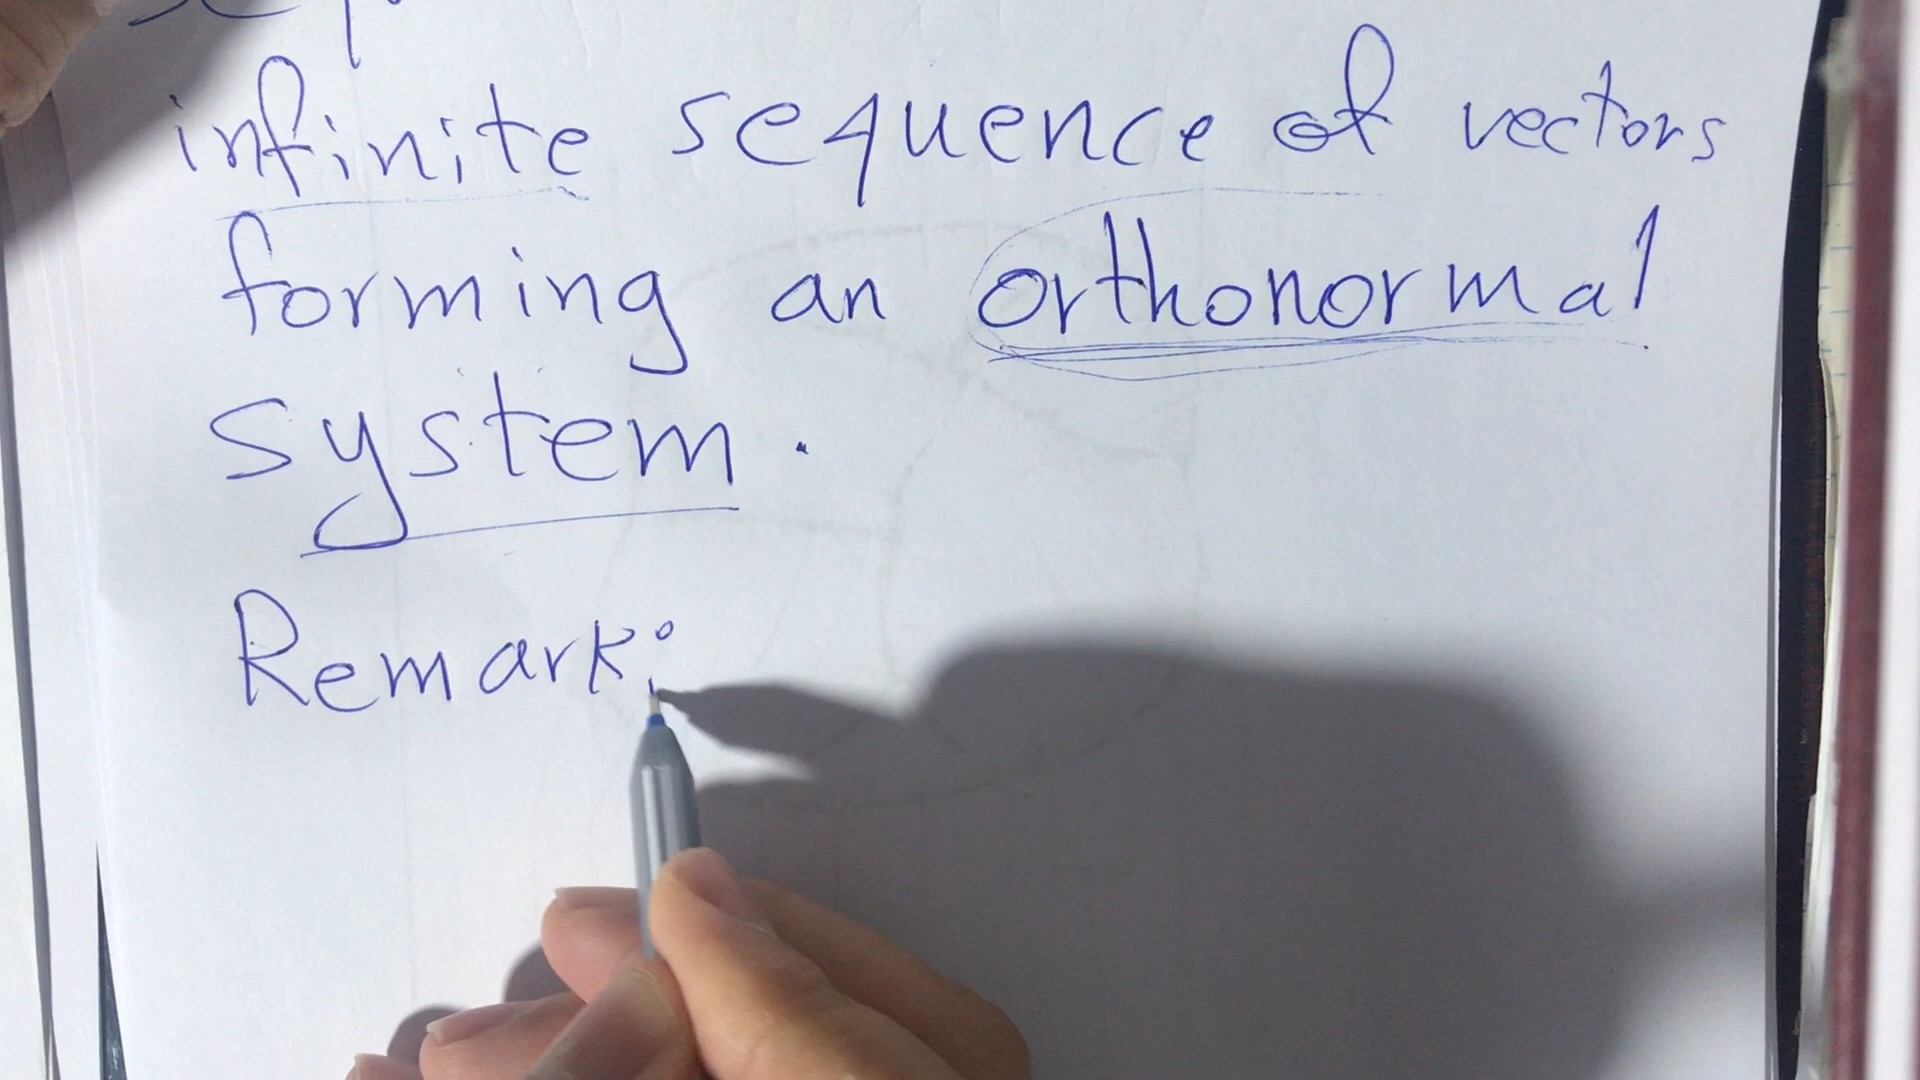 infinite sequence of vectors
forming an orthonormal
system.
Remark: